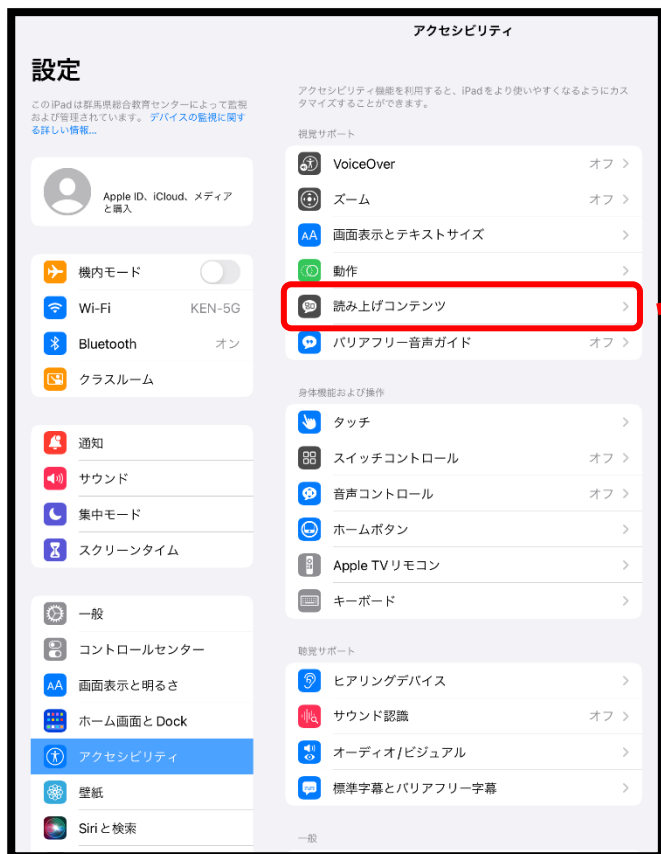 設定
このiPadは群馬県総合教育センターによって監視
および管理されています。デバイスの監視に関す
る詳しい情報...
Apple ID、iCloud、メディア
と購入
機内モード
Wi-Fi KEN-5G
Bluetooth オン
クラスルーム
通知
サウンド
集中モード
スクリーンタイム
一般
コントロールセンター
AA 画面表示と明るさ
ホーム画面とDock
アクセシビリティ
壁紙
Siriと検索
アクセシビリティ
アクセシビリティ機能を利用すると、iPadをより使いやすくなるようにカス
タマイズすることができます。
視覚サポート
VoiceOver オフ
ズーム オフ
AA 画面表示とテキストサイズ
動作
読み上げコンテンツ
バリアフリー音声ガイド オフ
身体機能および操作
タッチ
スイッチコントロール オフ
音声コントロール オフ
ホームボタン
Apple TVリモコン
キーボード
聴覚サポート
ヒアリングデバイス
サウンド認識 オフ
オーディオ/ビジュアル
標準字幕とバリアフリー字幕
一般